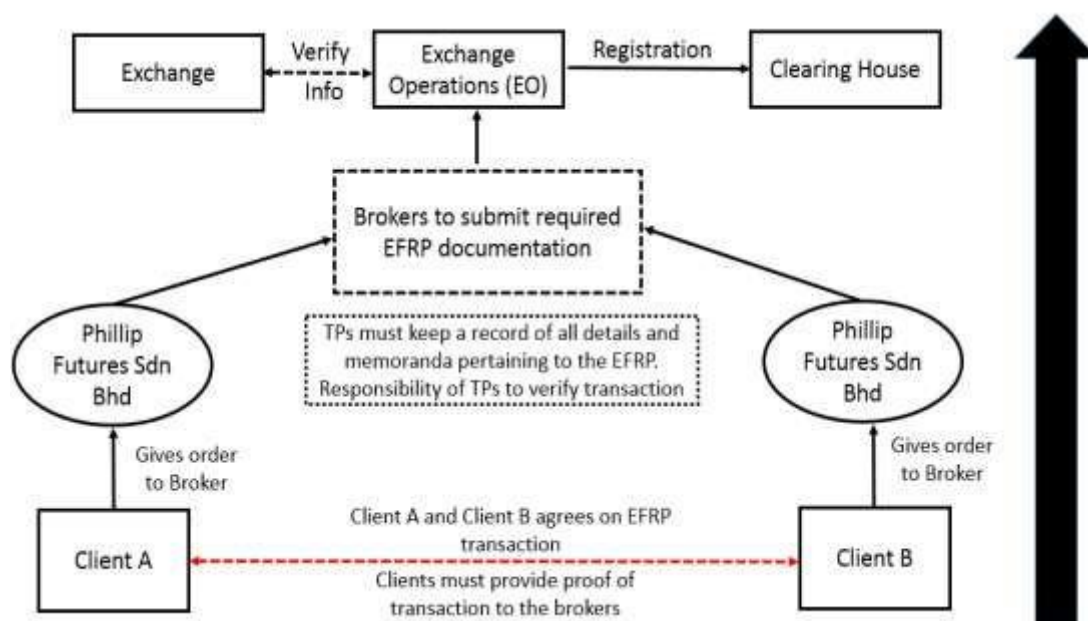 Exchange
Verify
Info
Exchange
Operations (EO)
Registration
Clearing House
Brokers to submit required
EFRP documentation
Phillip
Futures Sdn
Bhd
TPs must keep a record of all details and
memoranda pertaining to the EFRP.
Responsibility of TPs to verify transaction
Phillip
Futures Sdn
Bhd
Gives order
to Broker
Gives order
to Broker
Client A
Client A and Client B agrees on EFRP
transaction
Clients must provide proof of
transaction to the brokers
Client B